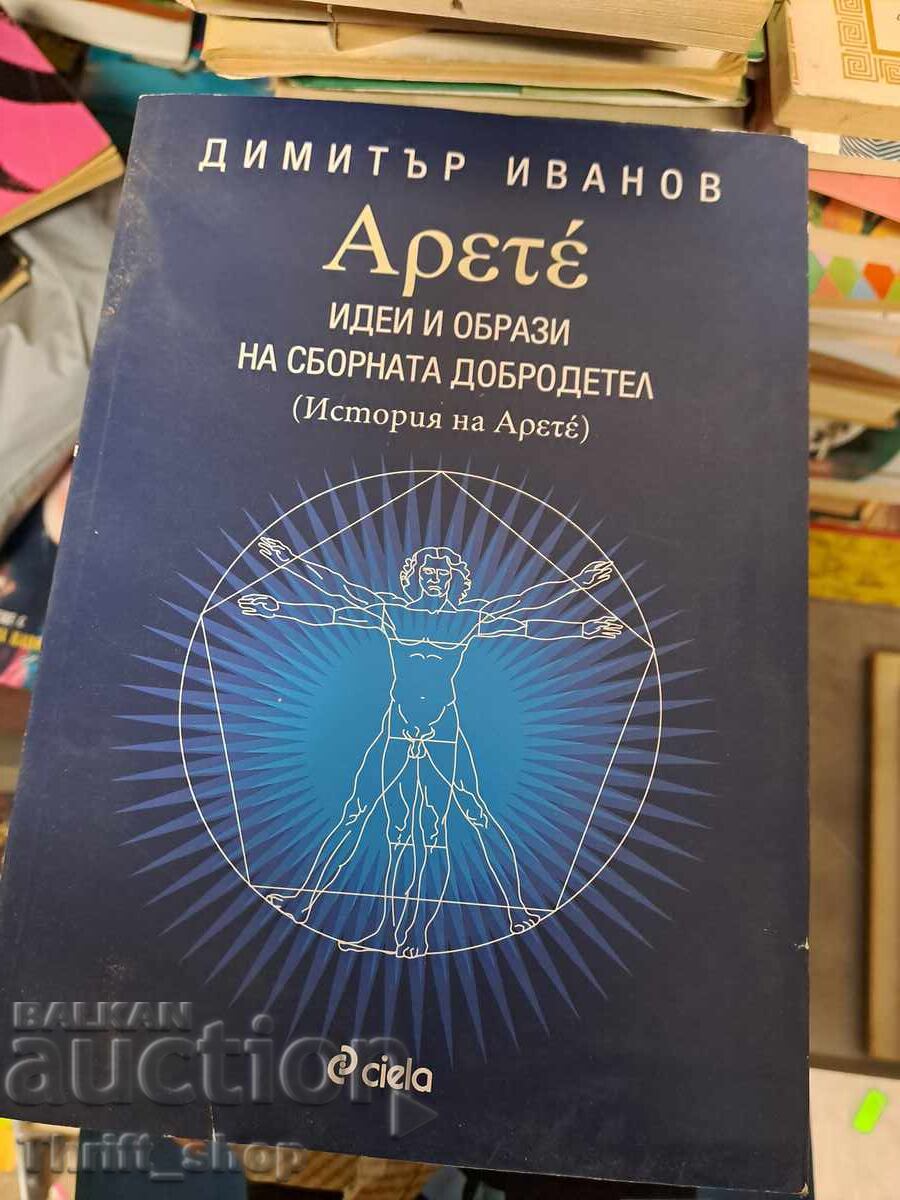 ДИМИТЪР ИВАНОВ
Αρετέ
ИДЕИ И ОБРАЗИ
НА СБОРНАТА ДОБРОДЕТЕЛ
(История на Αρετέ)
ciela
BALKAN
auction
Thrift_shop